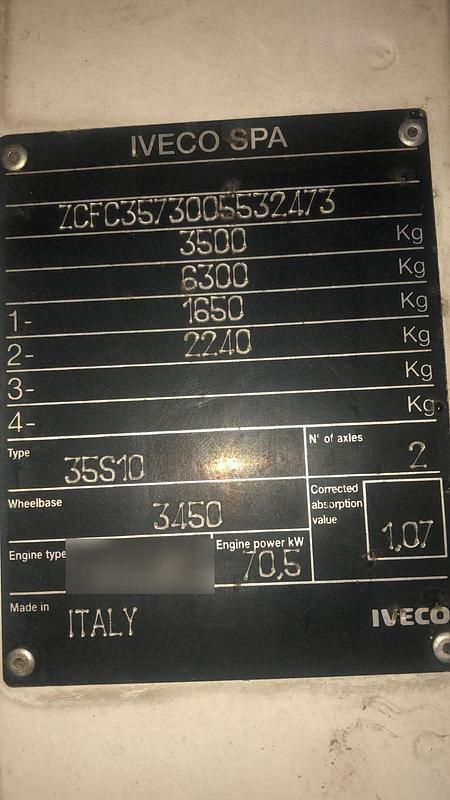 IVECO SPA
ZCFC3573005532473
3500 Kg
6300 Kg
1- 1650 Kg
2- 2240 Kg
3- Kg
4- Kg
Type 35S10
N° of axles 2
Wheelbase 3450
Corrected absorption value 1,07
Engine type
Engine power kW 70,5
Made in ITALY
IVECO